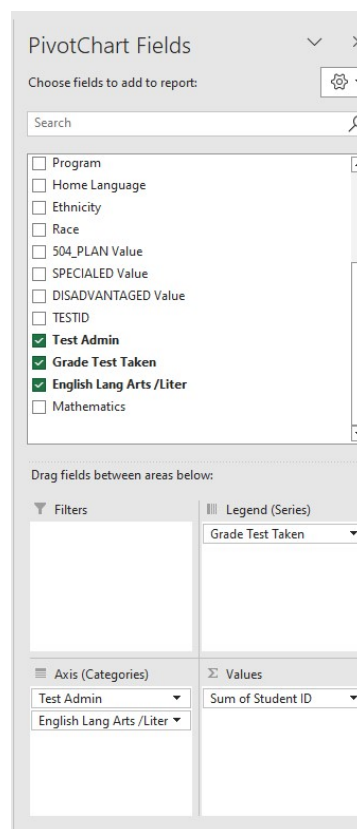 PivotChart Fields
Choose fields to add to report:
Search
Program
Home Language
Ethnicity
Race
504_PLAN Value
SPECIALED Value
DISADVANTAGED Value
TESTID
Test Admin
Grade Test Taken
English Lang Arts /Liter
Mathematics
Drag fields between areas below:
Filters
Legend (Series)
Grade Test Taken
Axis (Categories)
Σ Values
Test Admin
Sum of Student ID
English Lang Arts /Liter